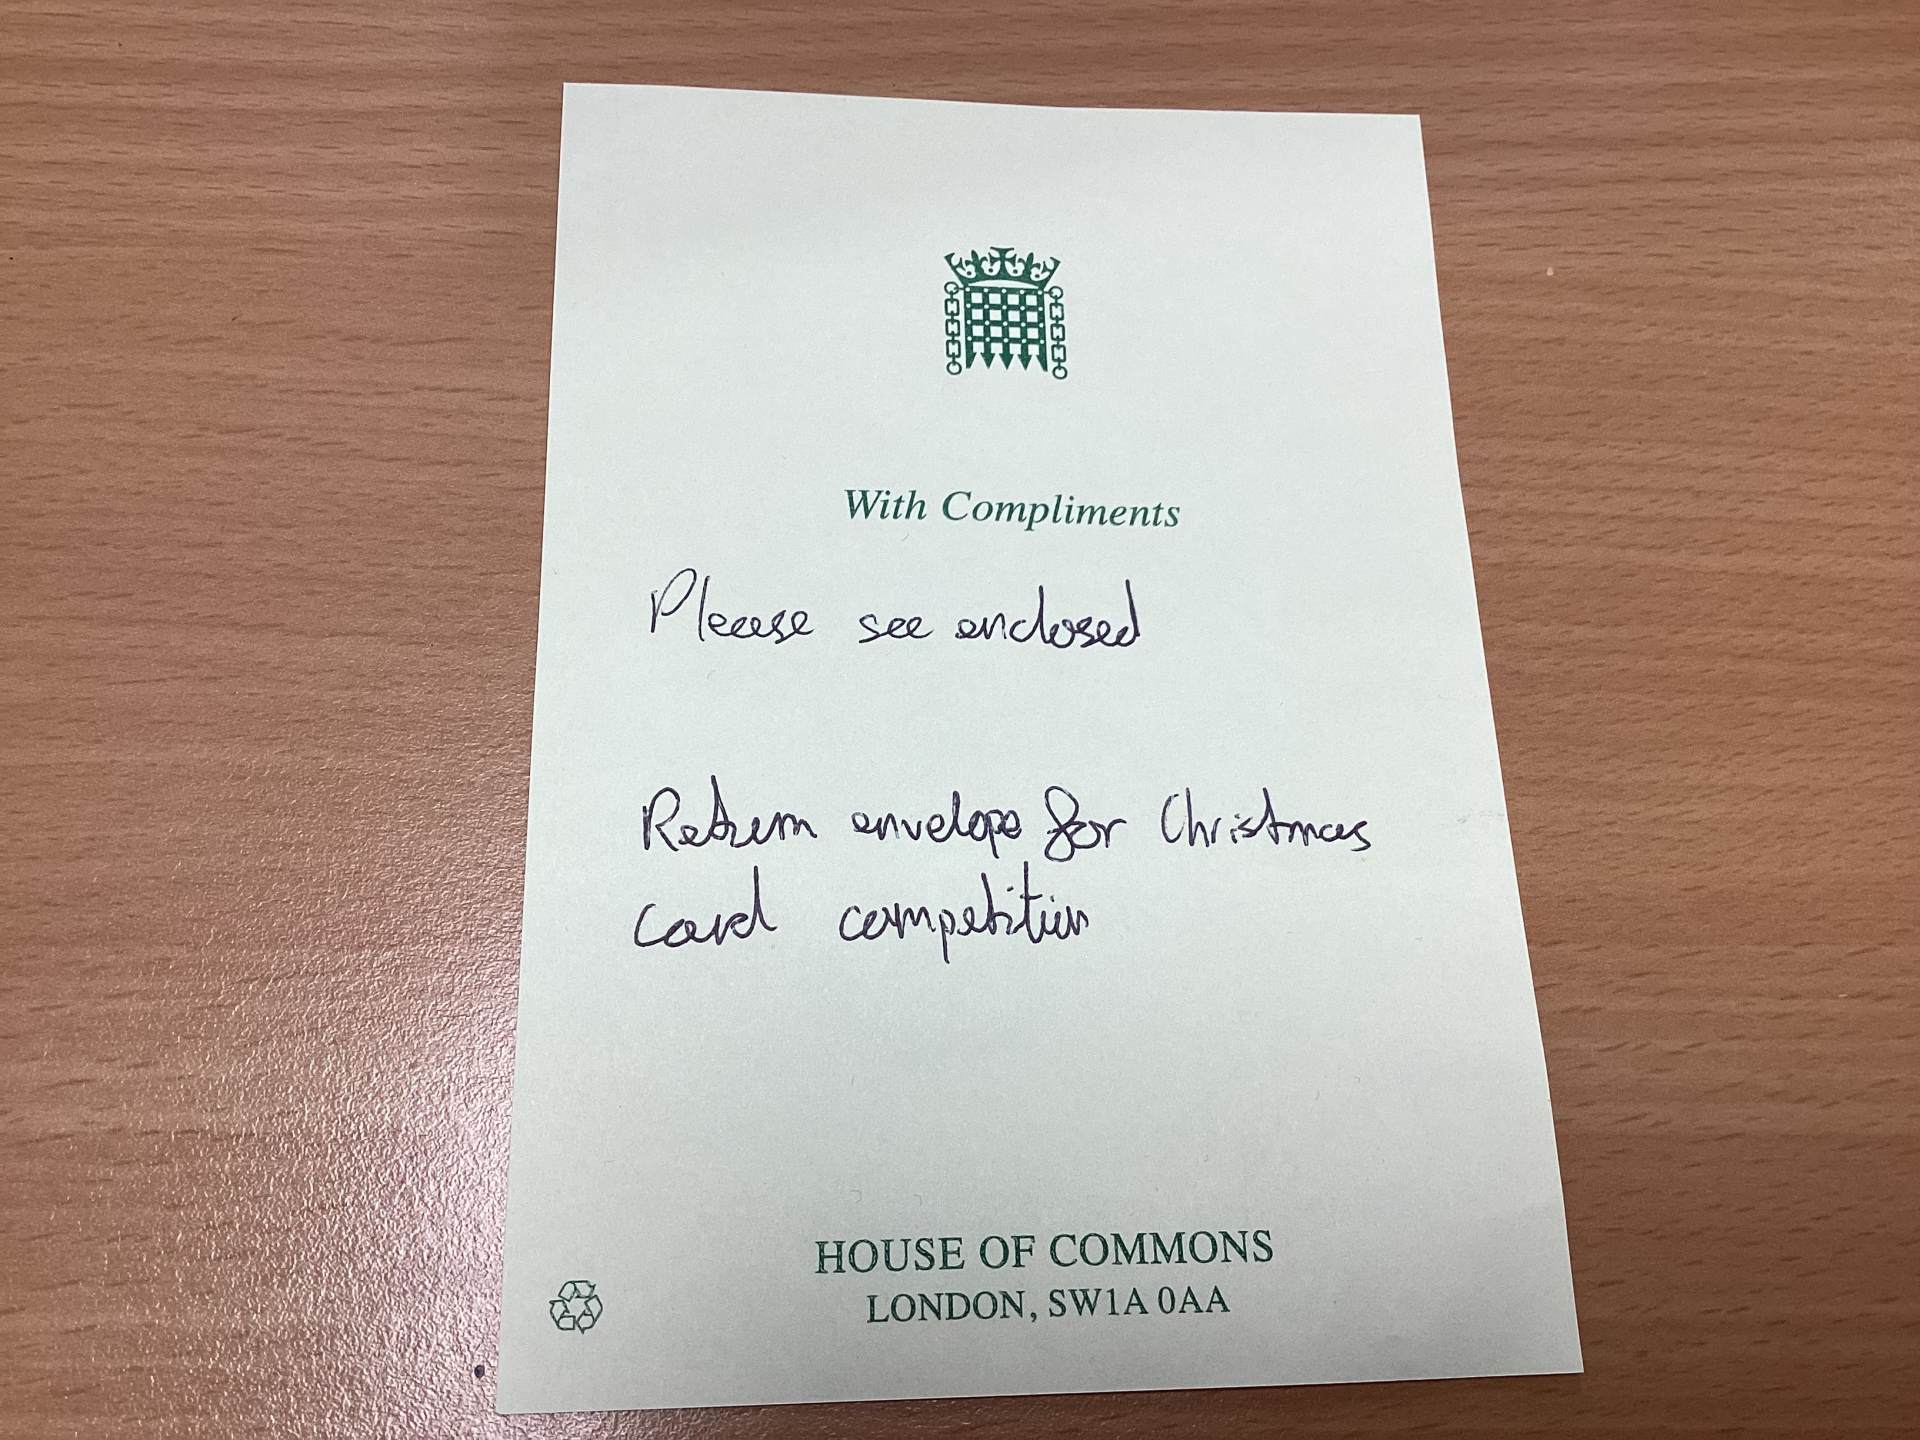 With Compliments
Please see enclosed
Return envelope for Christmas
card competition
HOUSE OF COMMONS
LONDON, SW1A 0AA